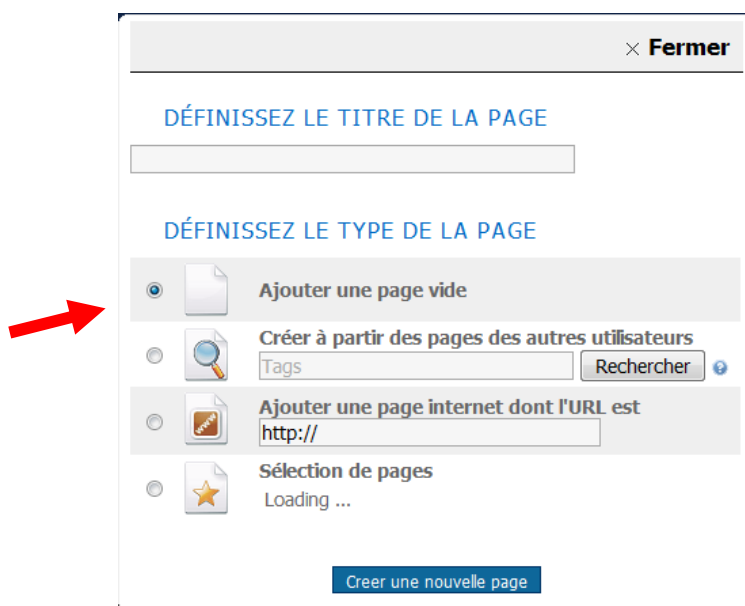 × Fermer
DÉFINISSEZ LE TITRE DE LA PAGE
DÉFINISSEZ LE TYPE DE LA PAGE
Ajouter une page vide
Créer à partir des pages des autres utilisateurs
Tags Rechercher ?
Ajouter une page internet dont l'URL est
www
http://
Sélection de pages
Loading ...
Creer une nouvelle page